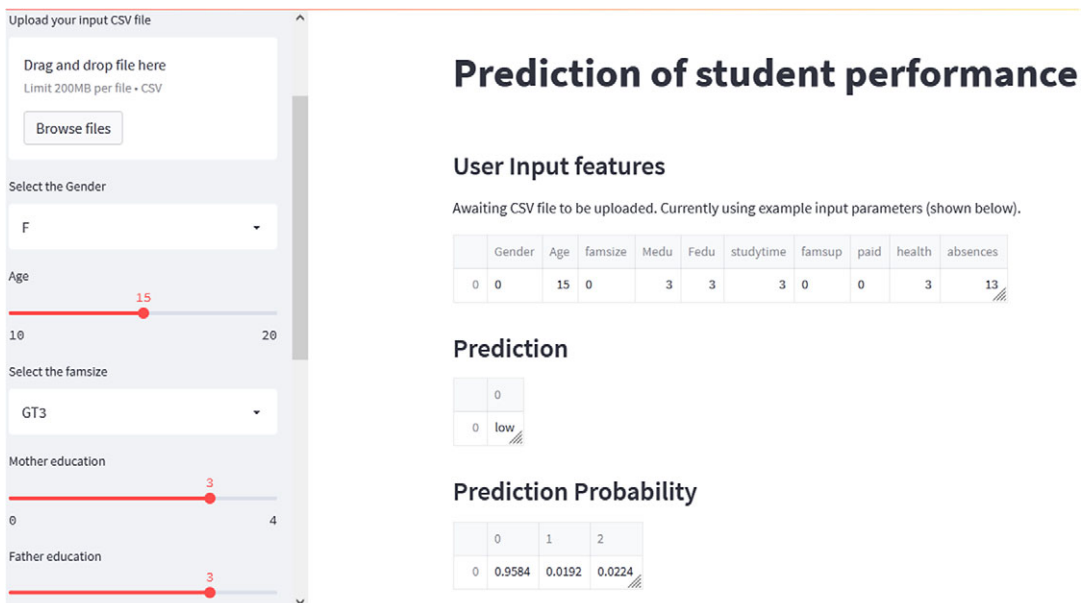 Upload your input CSV file
Drag and drop file here
Limit 200MB per file • CSV
Browse files
Select the Gender
F
Age
15
10 20
Select the famsize
GT3
Mother education
3
0 4
Father education
3
Prediction of student performance
User Input features
Awaiting CSV file to be uploaded. Currently using example input parameters (shown below).
Gender Age famsize Medu Fedu studytime famsup paid health absences
0 0 15 0 3 3 3 0 0 3 13
Prediction
0
0 low
Prediction Probability
0 1 2
0 0.9584 0.0192 0.0224